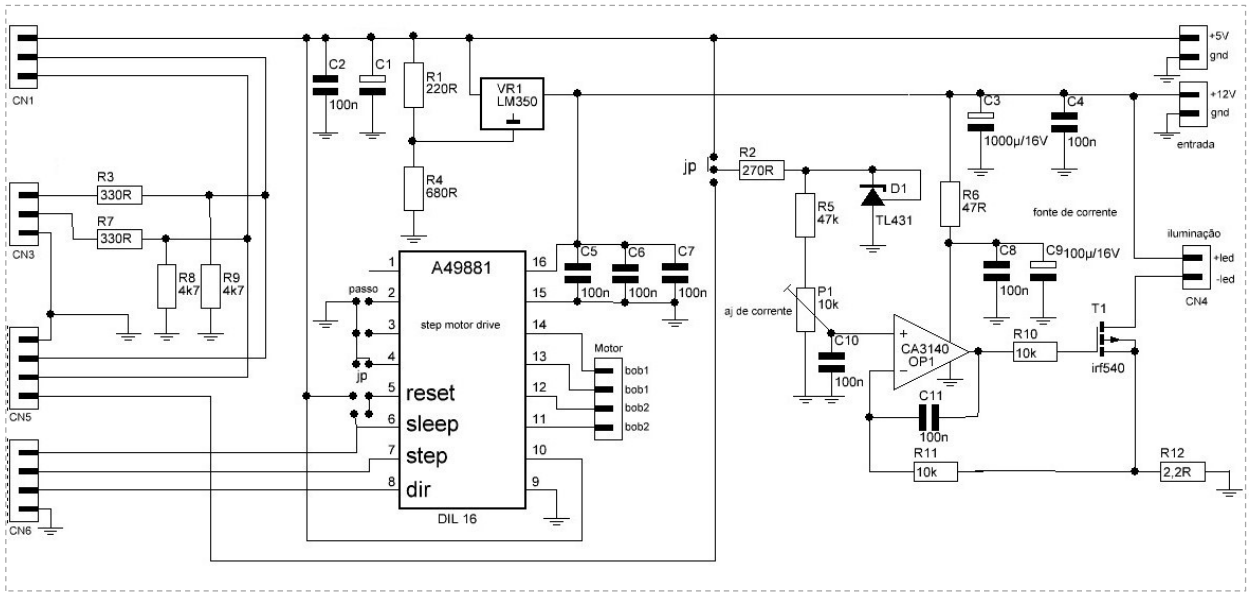 CN1
C2
100n
C1
R1
220R
VR1
LM350
+5V
gnd
+12V
gnd
entrada
C3
1000µ/16V
C4
100n
R4
680R
jp
R2
270R
D1
TL431
R5
47k
R6
47R
fonte de corrente
R3
330R
R7
330R
CN3
R8
4k7
R9
4k7
iluminação
+led
-led
CN4
A49881
step motor drive
1
2
3
4
5
6
7
8
16
15
14
13
12
11
10
9
reset
sleep
step
dir
DIL 16
passo
jp
C5
100n
C6
100n
C7
100n
C8
100n
C9
100µ/16V
P1
10k
aj de corrente
C10
100n
+
CA3140
OP1
−
R10
10k
T1
irf540
Motor
bob1
bob1
bob2
bob2
C11
100n
R11
10k
R12
2,2R
CN5
CN6